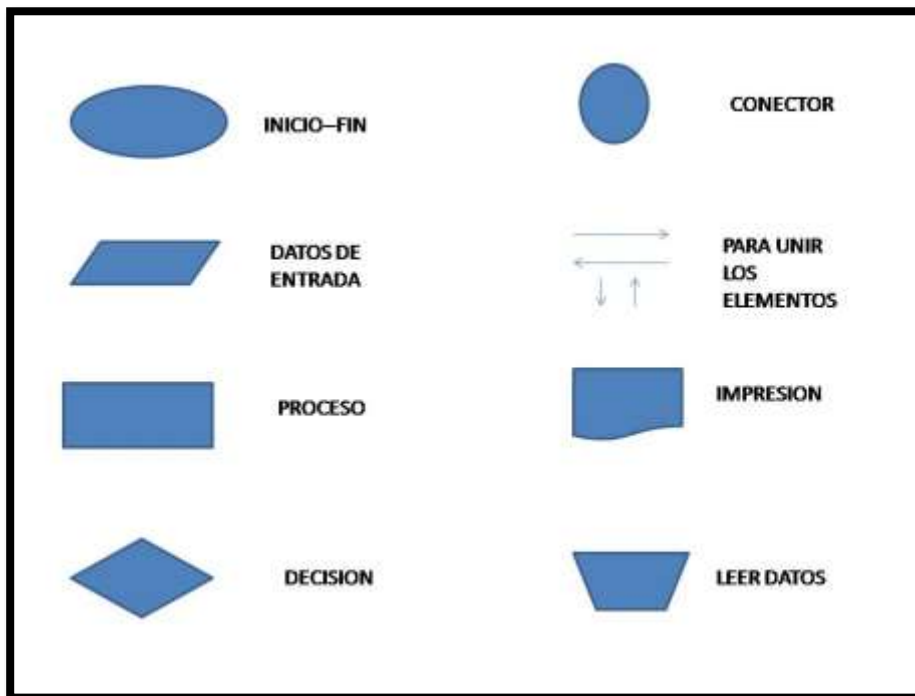 INICIO–FIN
CONECTOR
DATOS DE
ENTRADA
PARA UNIR
LOS
ELEMENTOS
PROCESO
IMPRESION
DECISION
LEER DATOS